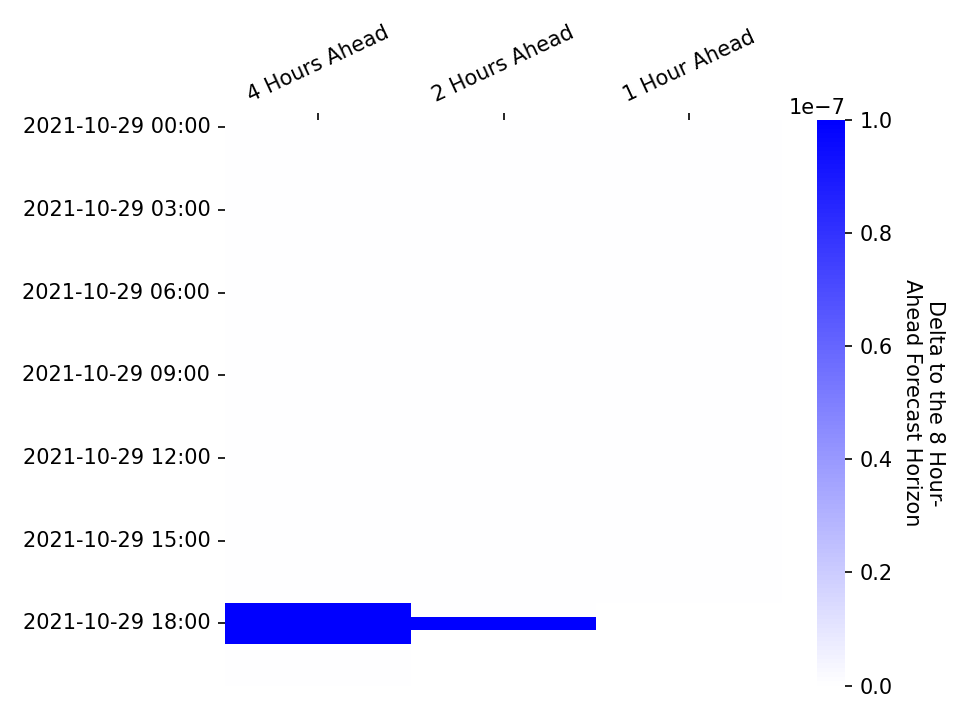 4 Hours Ahead
2 Hours Ahead
1 Hour Ahead
2021-10-29 00:00
2021-10-29 03:00
2021-10-29 06:00
2021-10-29 09:00
2021-10-29 12:00
2021-10-29 15:00
2021-10-29 18:00
1e−7
1.0
0.8
0.6
0.4
0.2
0.0
Delta to the 8 Hour-
Ahead Forecast Horizon